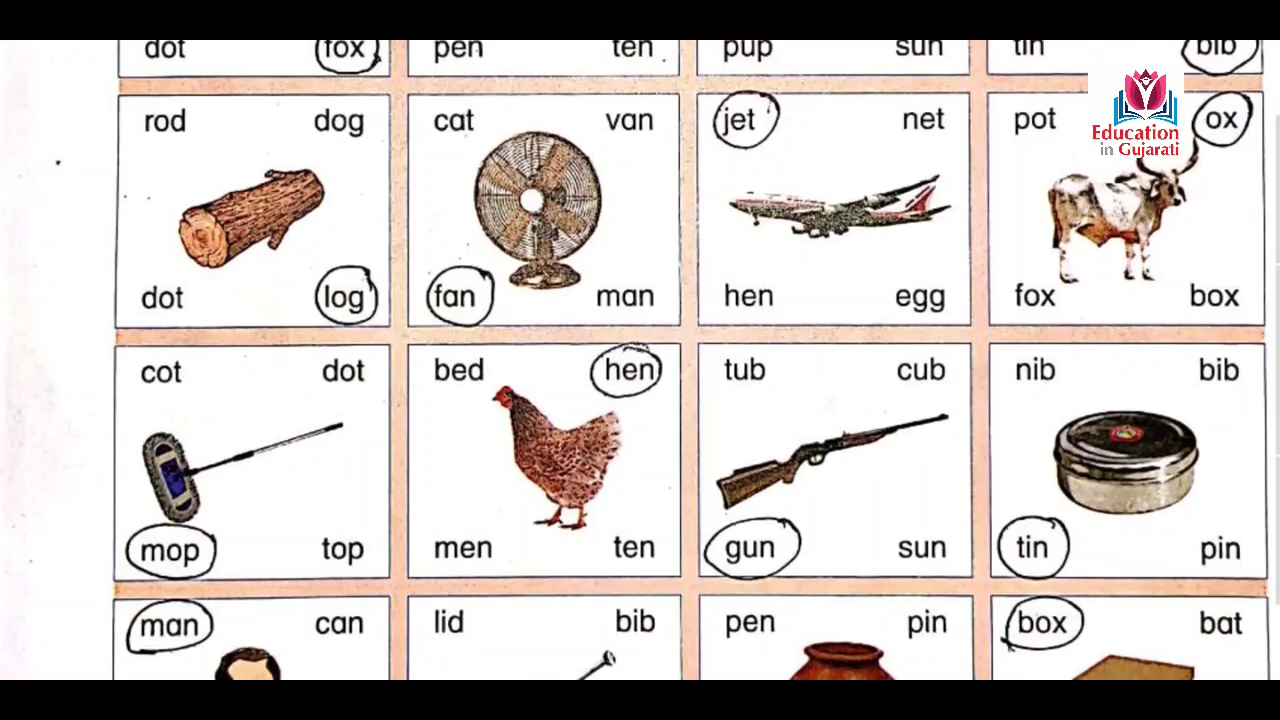 dot fox pen ten pup sun tin bib
rod dog cat van jet net pot ox
Education
in Gujarati
dot log fan man hen egg fox box
cot dot bed hen tub cub nib bib
mop top men ten gun sun tin pin
man can lid bib pen pin box bat